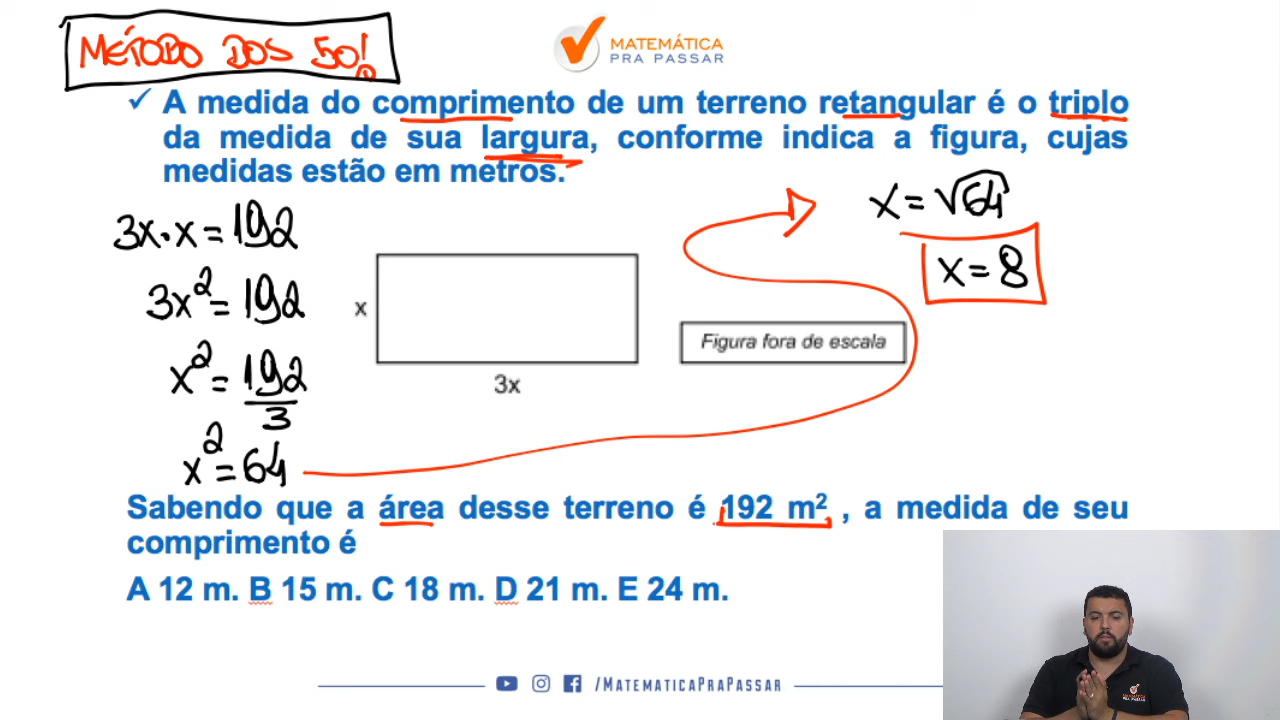 MÉTODO DOS 50!
MATEMÁTICA
PRA PASSAR
✓ A medida do comprimento de um terreno retangular é o triplo
da medida de sua largura, conforme indica a figura, cujas
medidas estão em metros.
3x·x=192
3x²=192
x²=192/3
x²=64
x
3x
Figura fora de escala
x=√64
x=8
Sabendo que a área desse terreno é 192 m² , a medida de seu
comprimento é
A 12 m. B 15 m. C 18 m. D 21 m. E 24 m.
/MATEMATICAPRAPASSAR